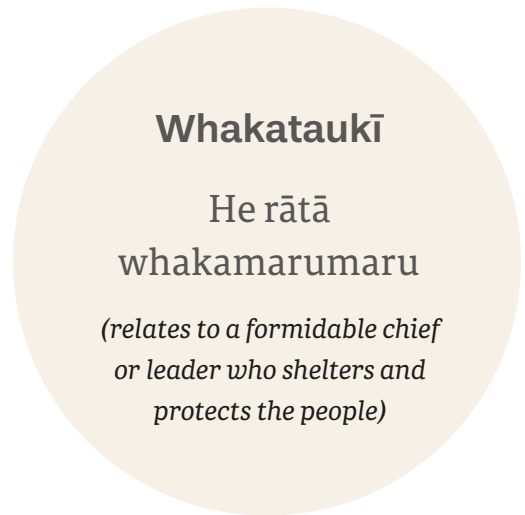 Whakataukī
He rātā
whakamarumaru
(relates to a formidable chief
or leader who shelters and
protects the people)